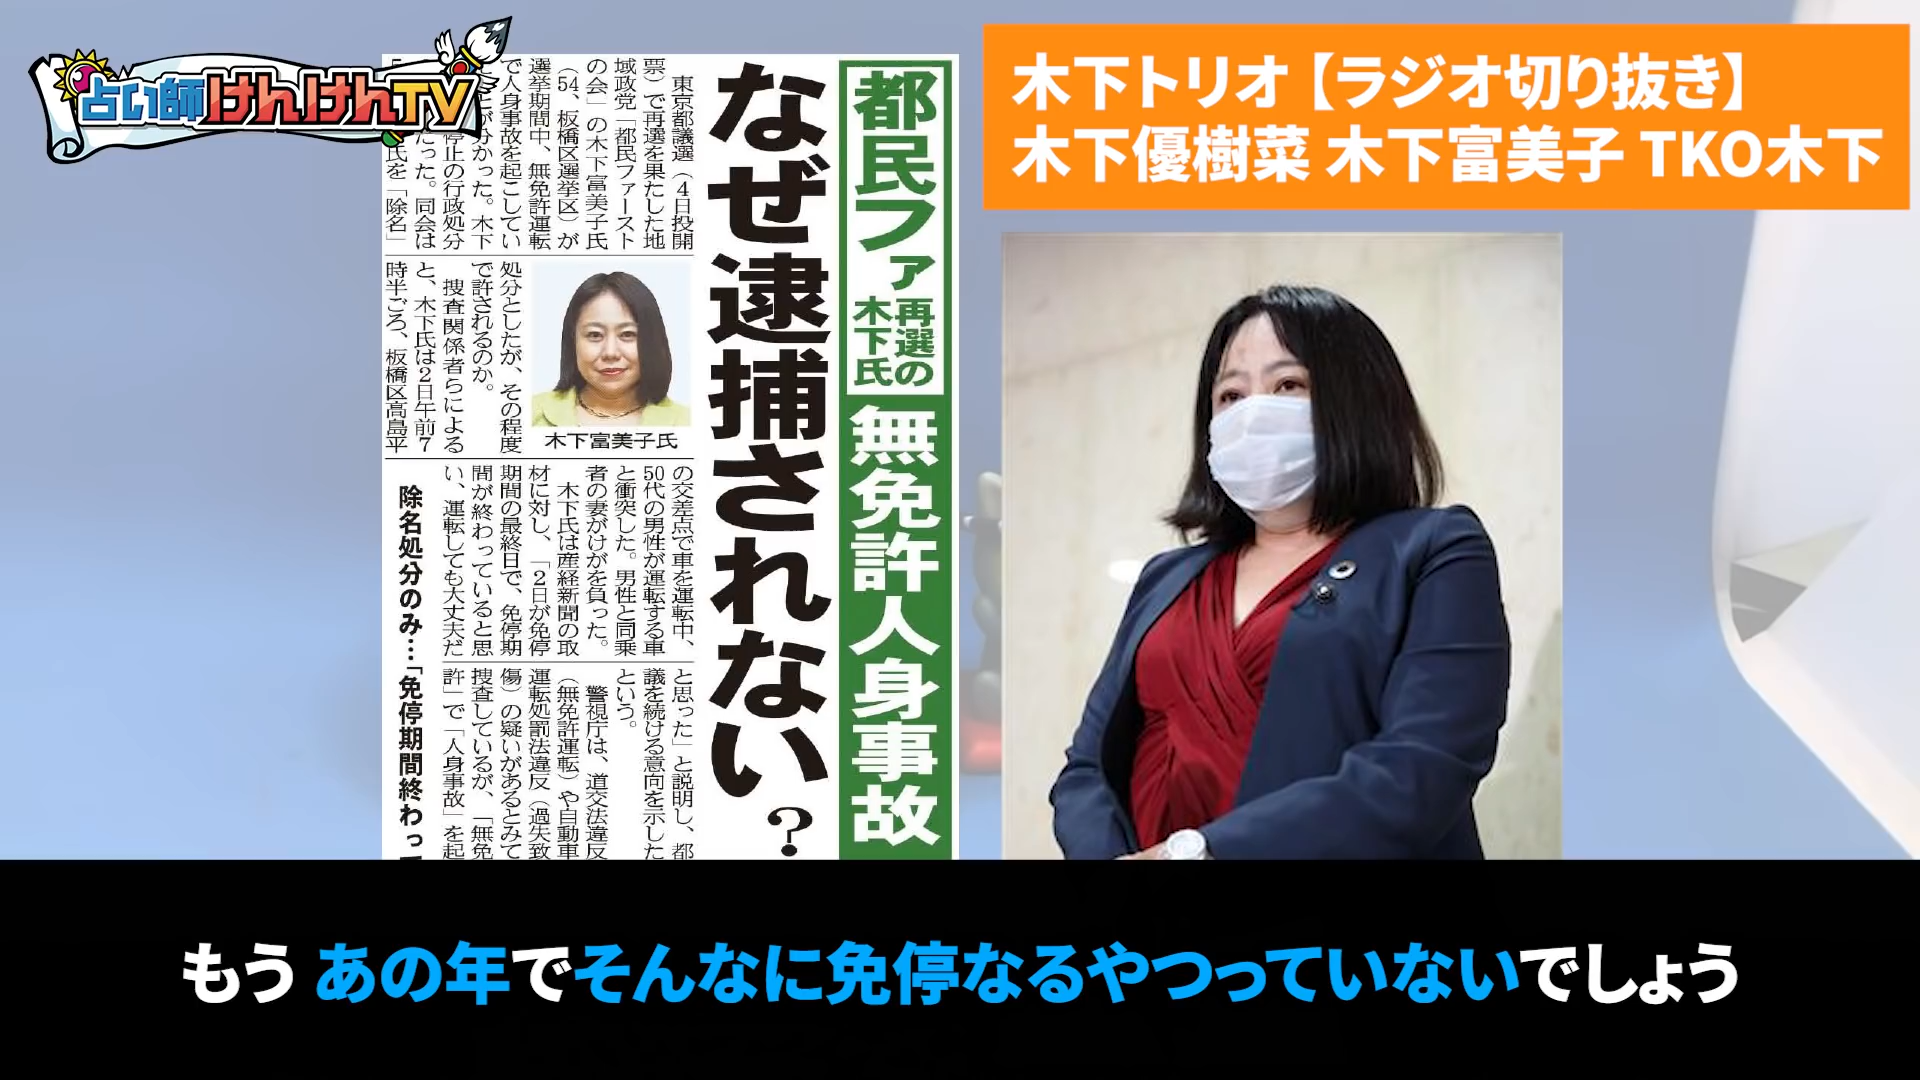 占い師けんけんTV
木下トリオ【ラジオ切り抜き】
木下優樹菜 木下富美子 TKO木下
都民ファ
再選の
木下氏
無免許人身事故
なぜ逮捕されない?
東京都議選(4日投開
票)で再選を果たした地
域政党「都民ファースト
の会」の木下富美子氏
(54、板橋区選挙区)が
選挙期間中、無免許運転
で人身事故を起こしてい
分かった。木下
停止の行政処分
だった。同会は
氏を「除名」
処分としたが、その程度
で許されるのか。
捜査関係者らによる
と、木下氏は2日午前7
時半ごろ、板橋区高島平
木下富美子氏
の交差点で車を運転中、
50代の男性が運転する車
と衝突した。男性と同乗
者の妻がけがを負った。
木下氏は産経新聞の取
材に対し、「2日が免停
期間の最終日で、免停期
間が終わっていると思
い、運転しても大丈夫だ
と思った」と説明し、都
議を続ける意向を示した
という。
警視庁は、道交法違反
(無免許運転)や自動車
運転処罰法違反(過失致
傷)の疑いがあるとみて
捜査しているが、「無免
許」で「人身事故」を起
除名処分のみ…「免停期間終わっ
もう あの年でそんなに免停なるやつっていないでしょう